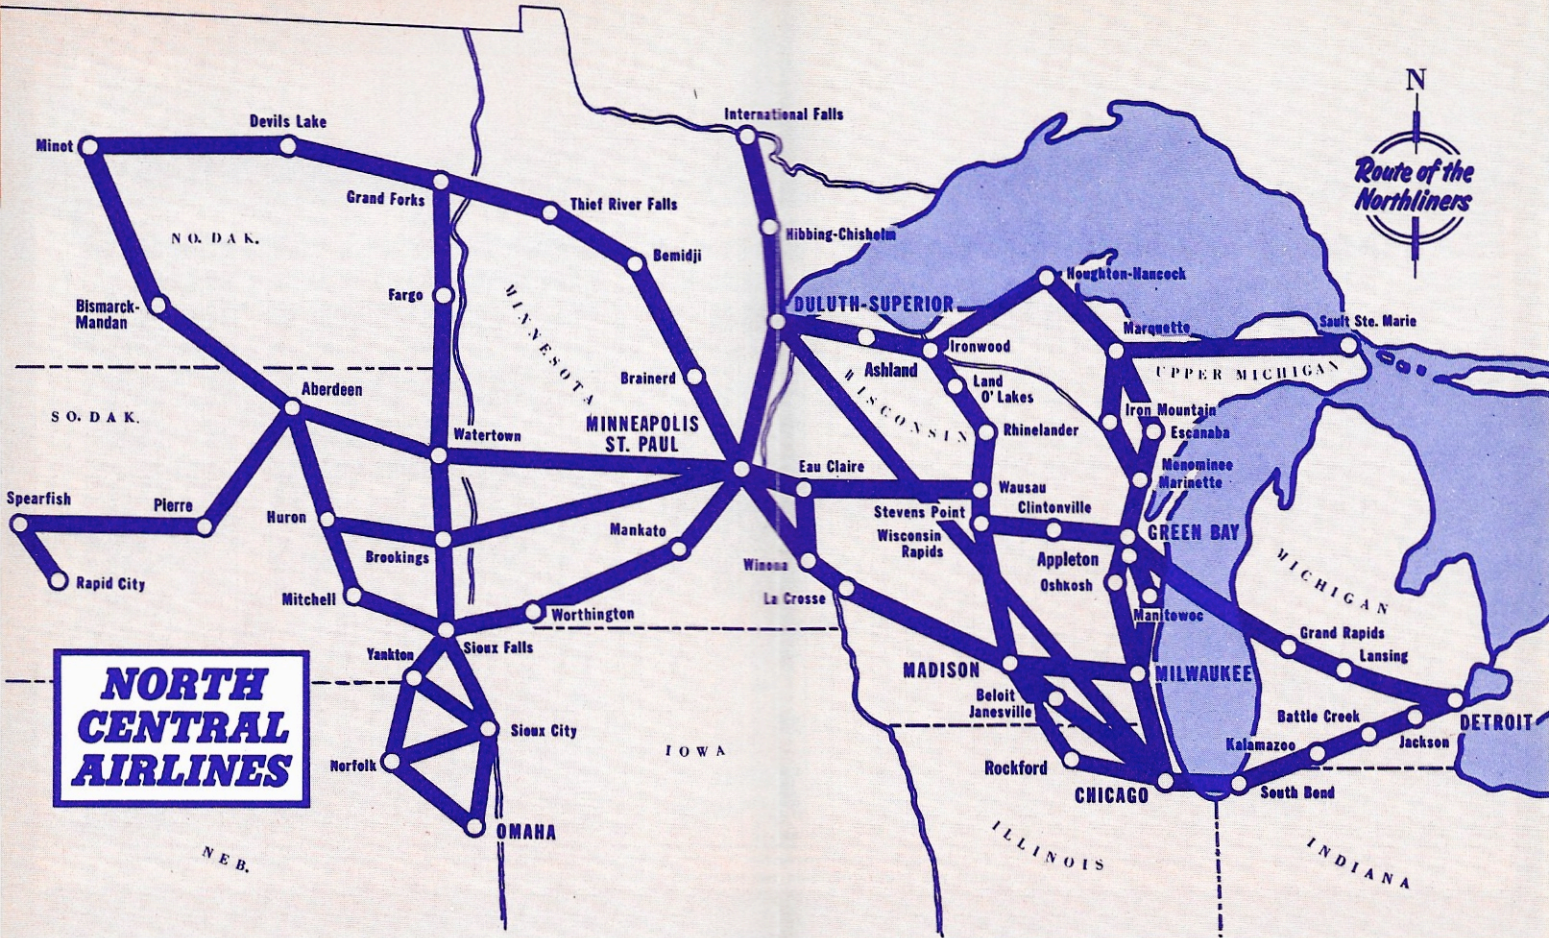 N
Route of the
Northliners
International Falls
Devils Lake
Minot
Grand Forks
Thief River Falls
NO. DAK.
Hibbing-Chisholm
Bemidji
Houghton-Hancock
Fargo
MINNESOTA
DULUTH-SUPERIOR
Bismarck-
Mandan
Marquette
Sault Ste. Marie
Ironwood
Ashland
UPPER MICHIGAN
Brainerd
Land
O' Lakes
WISCONSIN
Aberdeen
SO. DAK.
Iron Mountain
MINNEAPOLIS
ST. PAUL
Rhinelander
Escanaba
Watertown
Eau Claire
Menominee
Marinette
Wausau
Spearfish
Pierre
Stevens Point
Clintonville
Huron
Mankato
Wisconsin
Rapids
GREEN BAY
Brookings
Appleton
Winona
Oshkosh
MICHIGAN
Rapid City
Mitchell
La Crosse
Worthington
Manitowoc
Grand Rapids
Yankton
Sioux Falls
Lansing
MADISON
MILWAUKEE
NORTH
CENTRAL
AIRLINES
Beloit
Janesville
Battle Creek
DETROIT
Sioux City
Jackson
Kalamazoo
IOWA
Norfolk
Rockford
CHICAGO
South Bend
OMAHA
NEB.
ILLINOIS
INDIANA